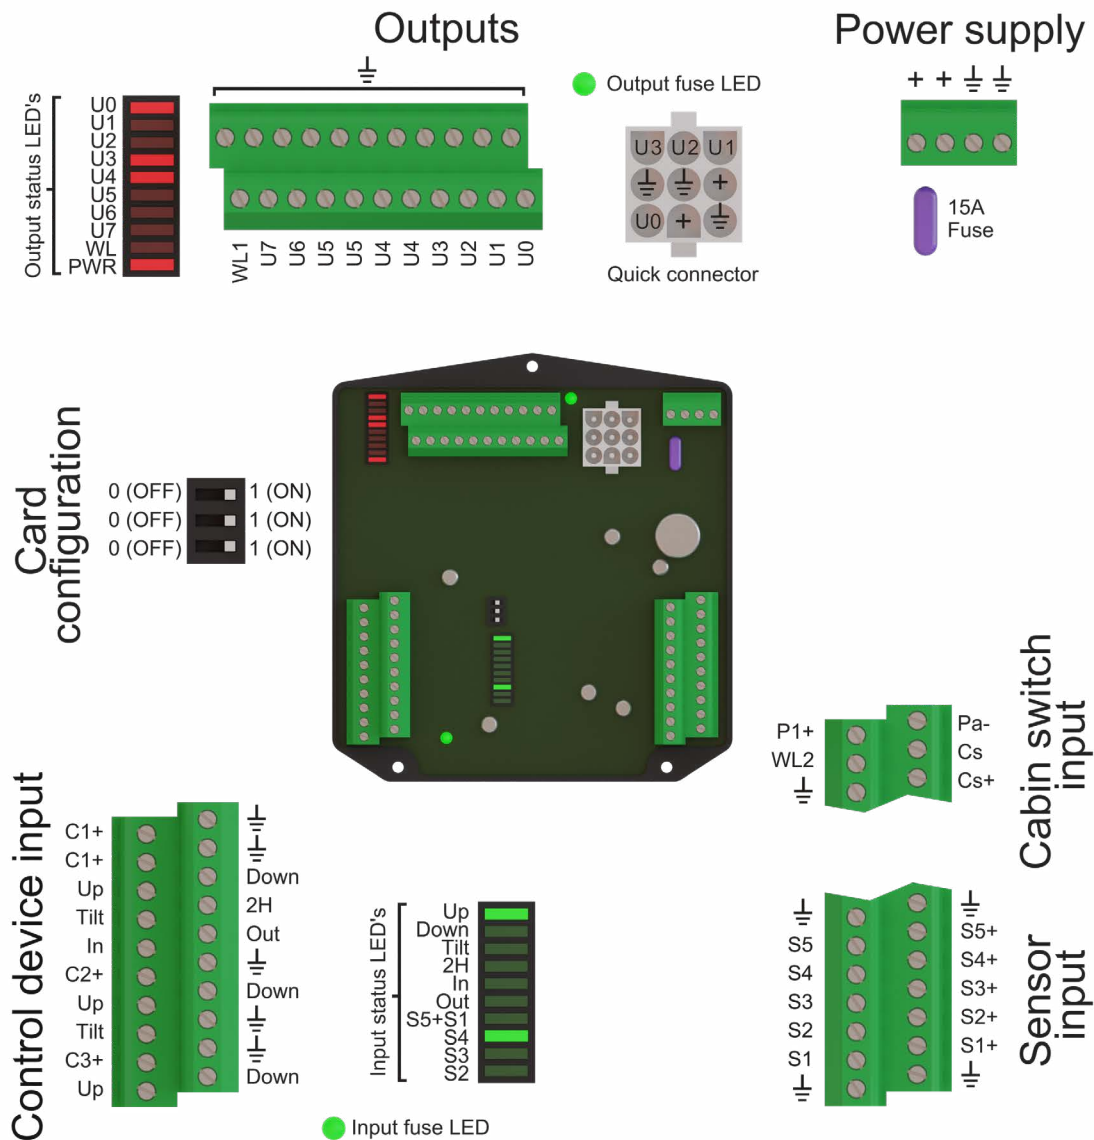 Outputs
Power supply
+ + ⏚ ⏚
⏚
Output fuse LED
Output status LED's
U0
U1
U2
U3
U4
U5
U6
U7
WL
PWR
WL1 U7 U6 U5 U5 U4 U4 U3 U2 U1 U0
U3 U2 U1
⏚ ⏚ +
U0 + ⏚
Quick connector
15A
Fuse
Card
configuration
0 (OFF) 1 (ON)
0 (OFF) 1 (ON)
0 (OFF) 1 (ON)
Cabin switch
input
P1+
WL2
⏚
Pa-
Cs
Cs+
Control device input
C1+
C1+
Up
Tilt
In
C2+
Up
Tilt
C3+
Up
⏚
⏚
Down
2H
Out
⏚
Down
⏚
⏚
Down
Input status LED's
Up
Down
Tilt
2H
In
Out
S5+S1
S4
S3
S2
Input fuse LED
Sensor
input
⏚
S5
S4
S3
S2
S1
⏚
⏚
S5+
S4+
S3+
S2+
S1+
⏚